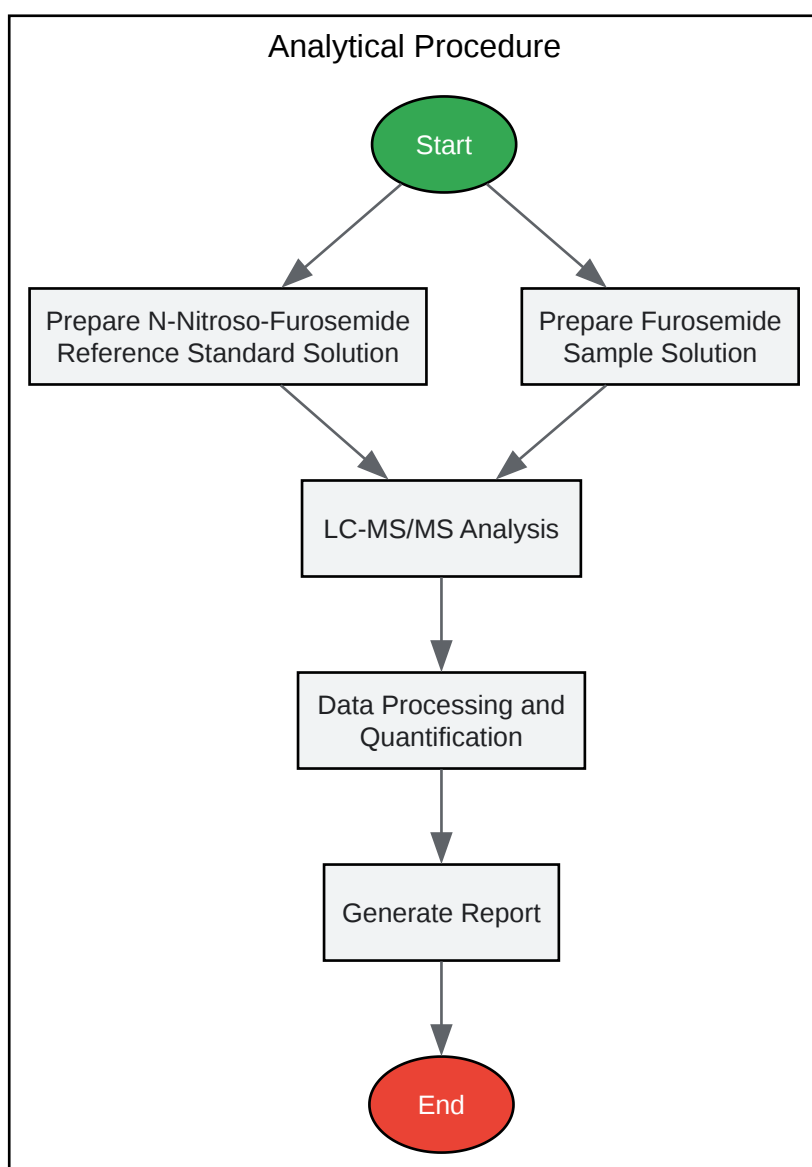 Analytical Procedure
Start
Prepare N-Nitroso-Furosemide
Reference Standard Solution
Prepare Furosemide
Sample Solution
LC-MS/MS Analysis
Data Processing and
Quantification
Generate Report
End